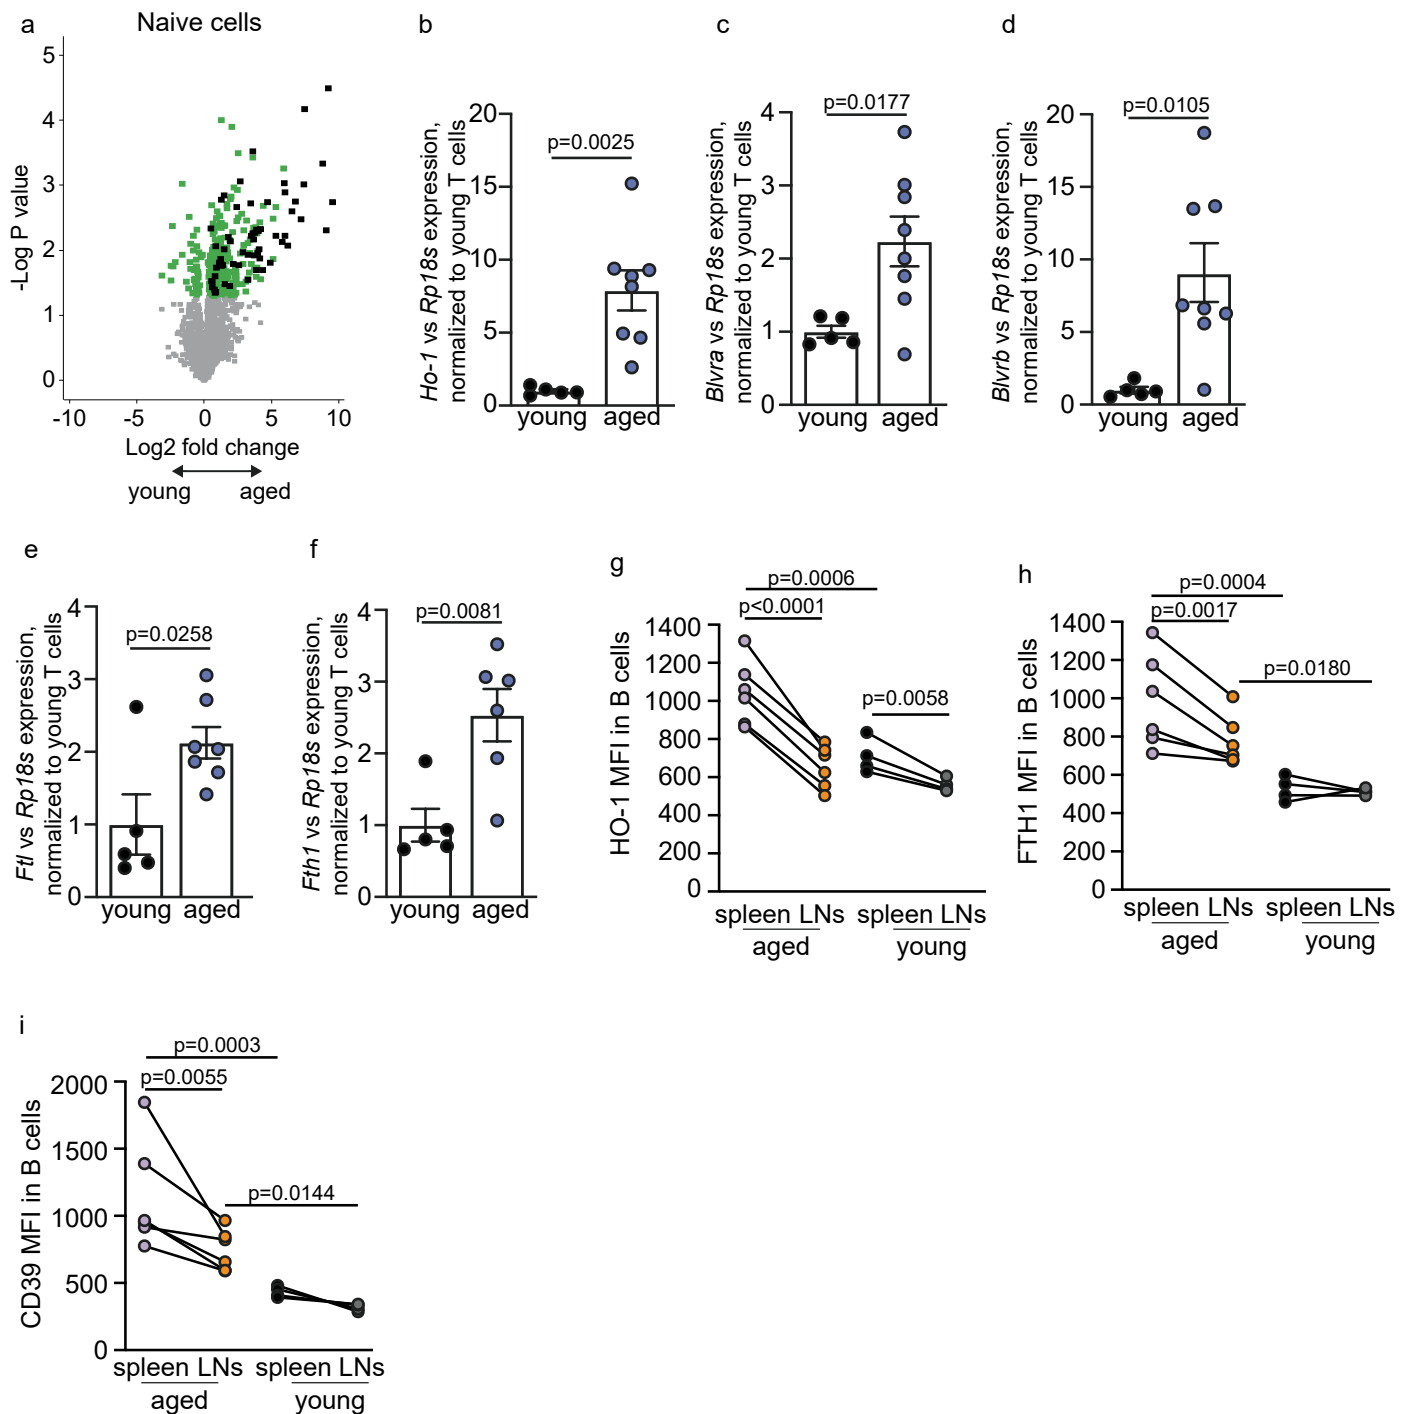 a
Naive cells
5
4
3
2
1
0
-Log P value
-10
-5
0
5
10
Log2 fold change
young
aged
b
Ho-1 vs Rp18s expression,
normalized to young T cells
20
15
10
5
0
p=0.0025
young
aged
c
Blvra vs Rp18s expression,
normalized to young T cells
4
3
2
1
0
p=0.0177
young
aged
d
Blvrb vs Rp18s expression,
normalized to young T cells
20
15
10
5
0
p=0.0105
young
aged
e
Ftl vs Rp18s expression,
normalized to young T cells
4
3
2
1
0
p=0.0258
young
aged
f
Fth1 vs Rp18s expression,
normalized to young T cells
4
3
2
1
0
p=0.0081
young
aged
g
HO-1 MFI in B cells
p=0.0006
p<0.0001
p=0.0058
1400
1200
1000
800
600
400
200
0
spleen LNs spleen LNs
aged
young
h
FTH1 MFI in B cells
p=0.0004
p=0.0017
p=0.0180
1400
1200
1000
800
600
400
200
0
spleen LNs spleen LNs
aged
young
i
CD39 MFI in B cells
p=0.0003
p=0.0055
p=0.0144
2000
1500
1000
500
0
spleen LNs spleen LNs
aged
young